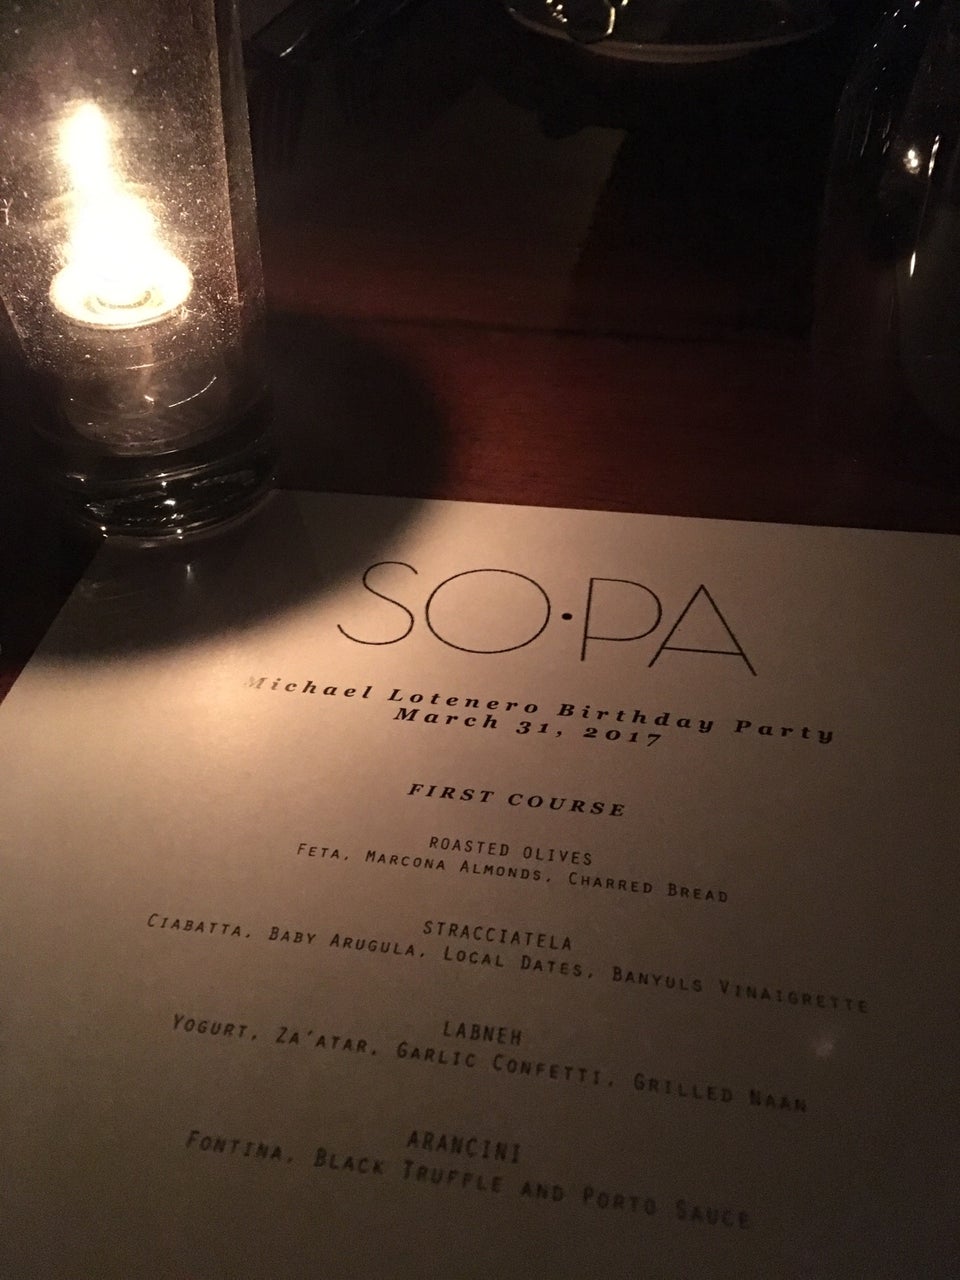 SO•PA
Michael Lotenero Birthday Party
March 31, 2017
FIRST COURSE
ROASTED OLIVES
FETA, MARCONA ALMONDS, CHARRED BREAD
STRACCIATELA
CIABATTA, BABY ARUGULA, LOCAL DATES, BANYULS VINAIGRETTE
LABNEH
YOGURT, ZA'ATAR, GARLIC CONFETTI, GRILLED NAAN
ARANCINI
FONTINA, BLACK TRUFFLE AND PORTO SAUCE